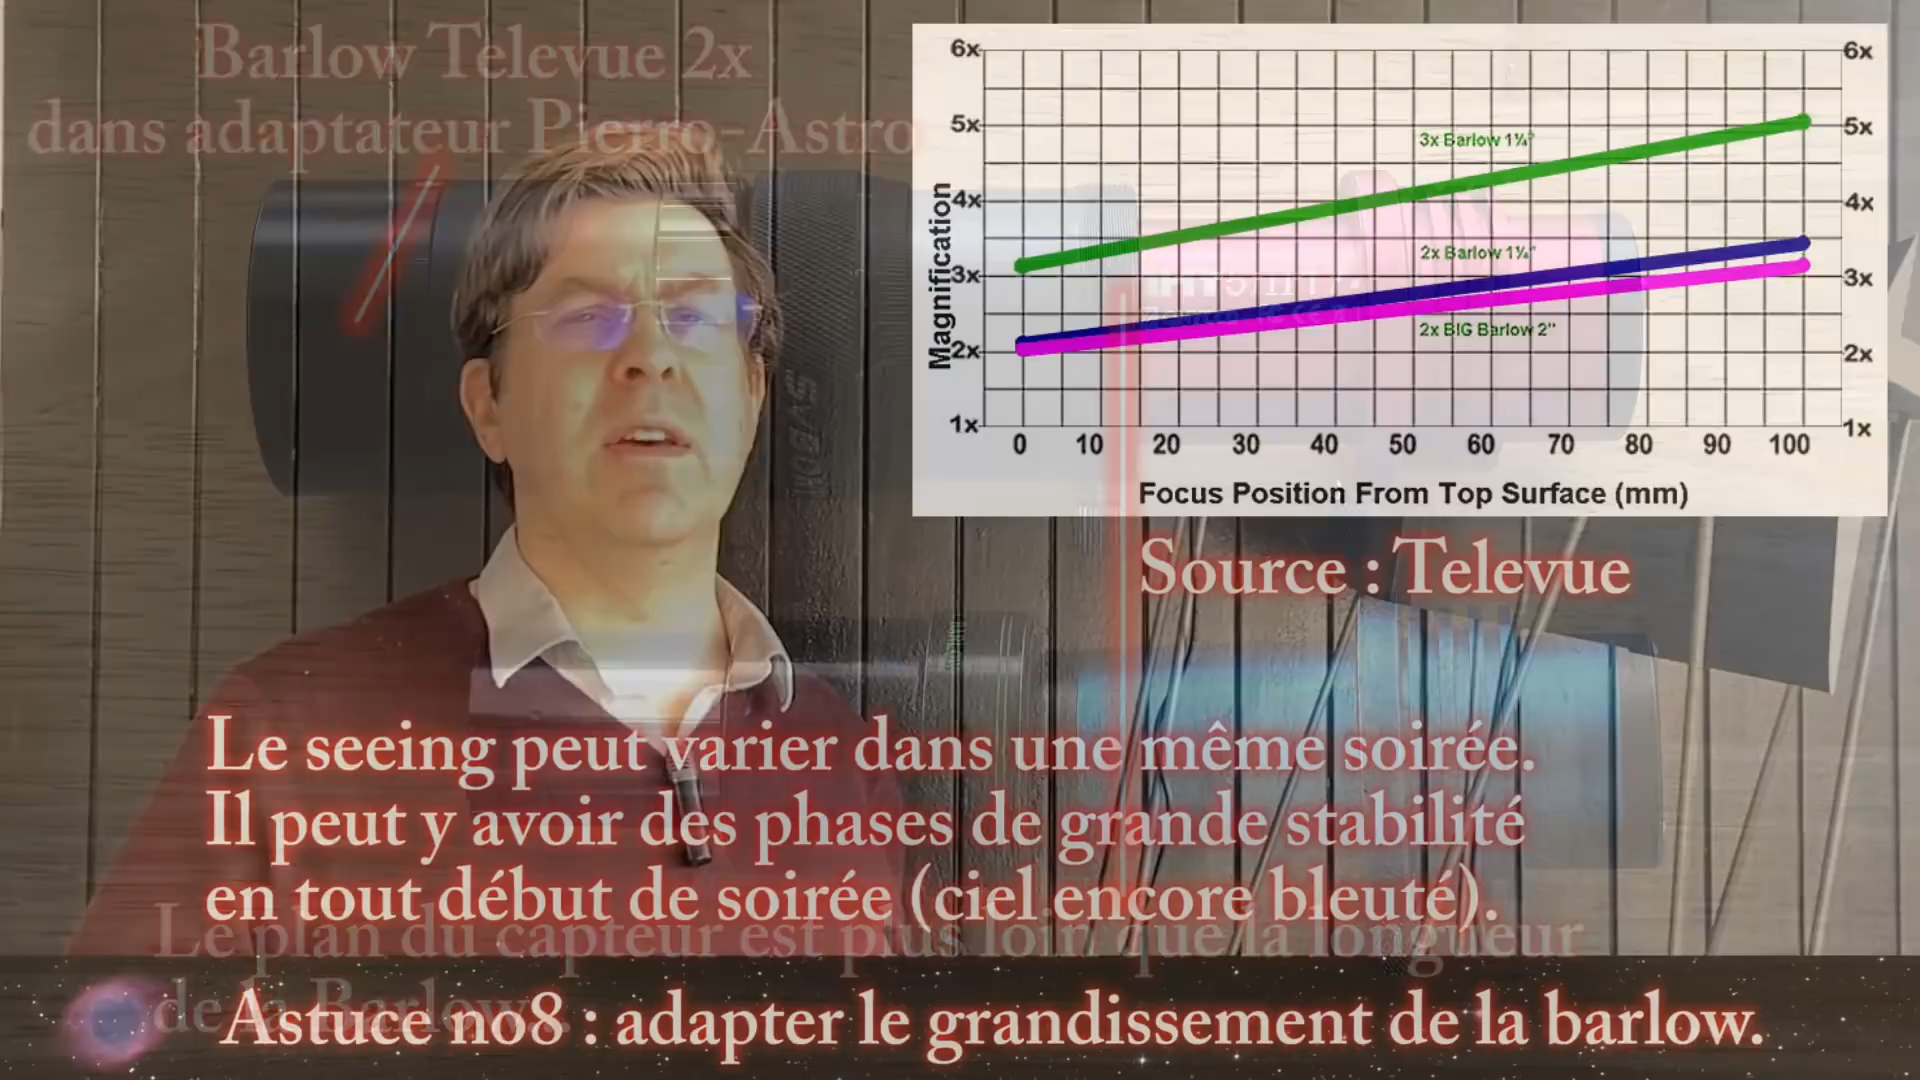 Barlow Televue 2x
dans adaptateur Pierro-Astro
6x
5x
4x
3x
2x
1x
6x
5x
4x
3x
2x
1x
Magnification
3x Barlow 1¼"
2x Barlow 1¼"
2x BIG Barlow 2"
0 10 20 30 40 50 60 70 80 90 100
Focus Position From Top Surface (mm)
Source : Televue
SVBONY
Le seeing peut varier dans une même soirée.
Il peut y avoir des phases de grande stabilité
en tout début de soirée (ciel encore bleuté).
Le plan du capteur est plus loin que la longueur
de la Barlow.
Astuce no8 : adapter le grandissement de la barlow.